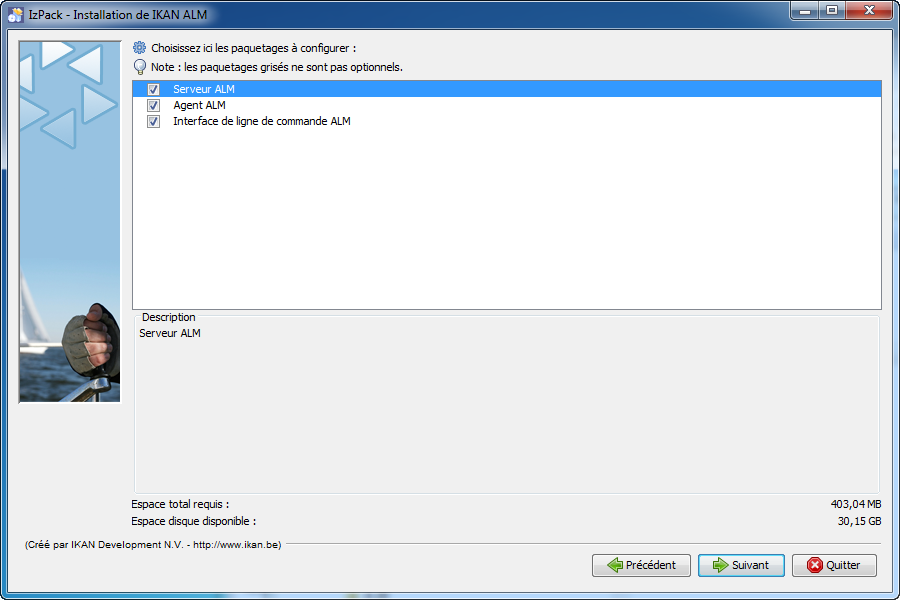 IzPack - Installation de IKAN ALM
Choisissez ici les paquetages à configurer :
Note : les paquetages grisés ne sont pas optionnels.
Serveur ALM
Agent ALM
Interface de ligne de commande ALM
Description
Serveur ALM
Espace total requis : 403,04 MB
Espace disque disponible : 30,15 GB
(Créé par IKAN Development N.V. - http://www.ikan.be)
Précédent Suivant Quitter